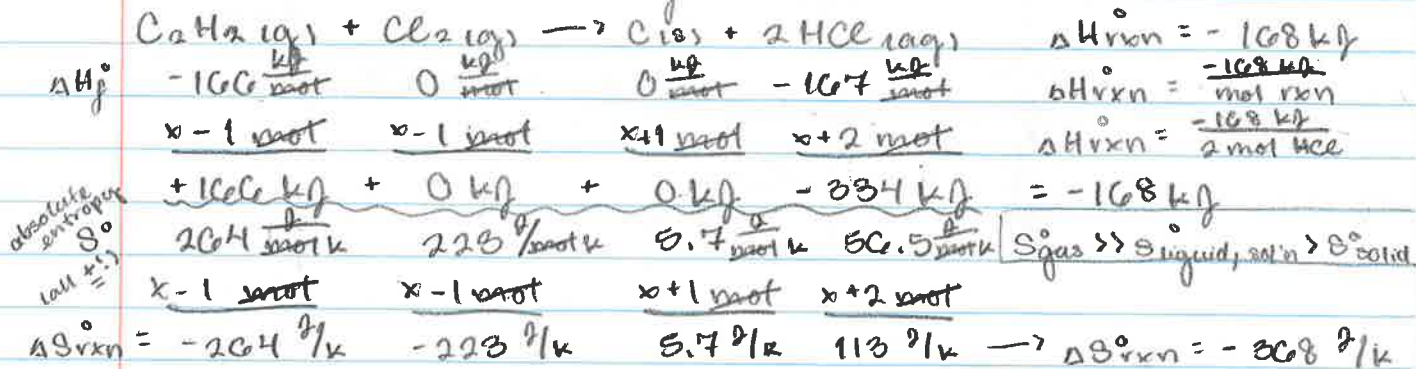 C2H2(g) + Cl2(g) → C(s) + 2 HCl(aq) ΔH°rxn = -168 kJ
ΔH°f -166 kJ/mol 0 kJ/mol 0 kJ/mol -167 kJ/mol ΔH°rxn = -168 kJ/mol rxn
x -1 mol x -1 mol x +1 mol x +2 mol ΔH°rxn = -168 kJ/2 mol HCl
+166 kJ + 0 kJ + 0 kJ - 334 kJ = -168 kJ
absolute entropy S° (all +!) 264 J/mol K 223 J/mol K 5.7 J/mol K 56.5 J/mol K S°gas >> S°liquid, sol'n > S°solid
x -1 mol x -1 mol x +1 mol x +2 mol
ΔS°rxn = -264 J/K -223 J/K 5.7 J/K 113 J/K → ΔS°rxn = -368 J/K